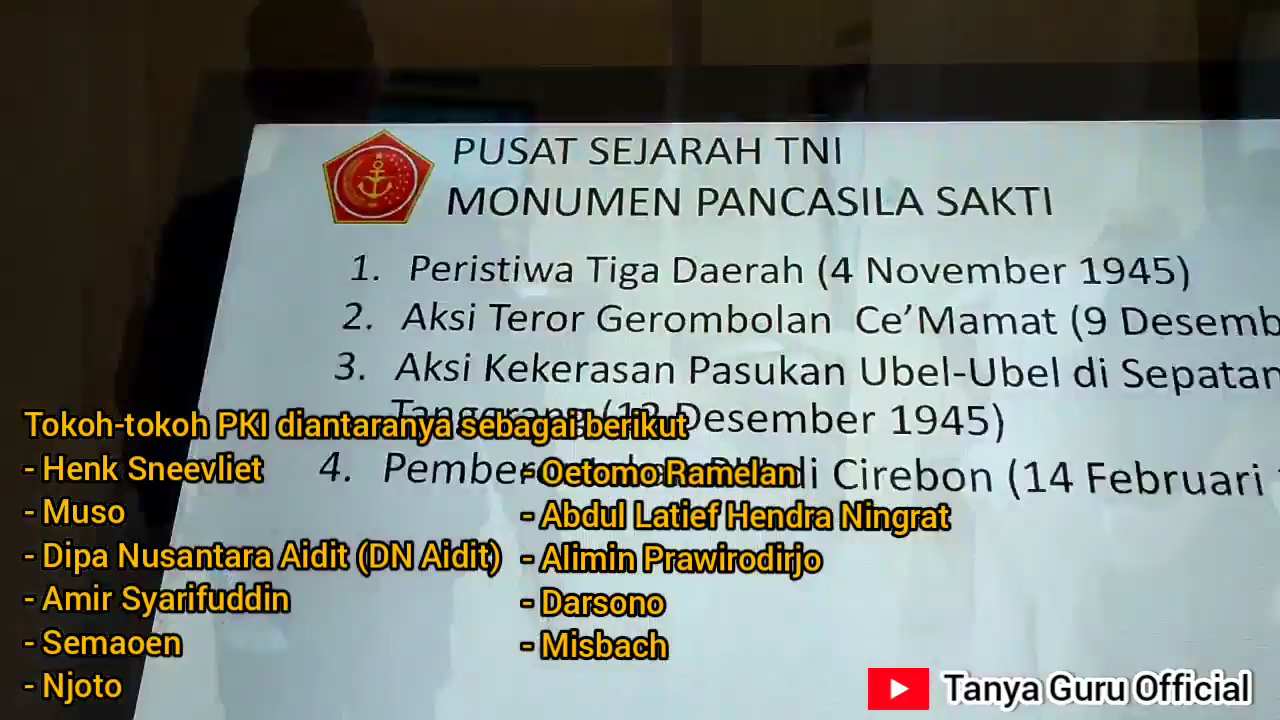 PUSAT SEJARAH TNI
MONUMEN PANCASILA SAKTI
1. Peristiwa Tiga Daerah (4 November 1945)
2. Aksi Teror Gerombolan Ce'Mamat (9 Desemb
3. Aksi Kekerasan Pasukan Ubel-Ubel di Sepatan
Tangerang (12 Desember 1945)
4. di Cirebon (14 Februari
Tokoh-tokoh PKI diantaranya sebagai berikut
- Henk Sneevliet
- Muso
- Dipa Nusantara Aidit (DN Aidit)
- Amir Syarifuddin
- Semaoen
- Njoto
- Oetomo Ramelan
- Abdul Latief Hendra Ningrat
- Alimin Prawirodirjo
- Darsono
- Misbach
Tanya Guru Official